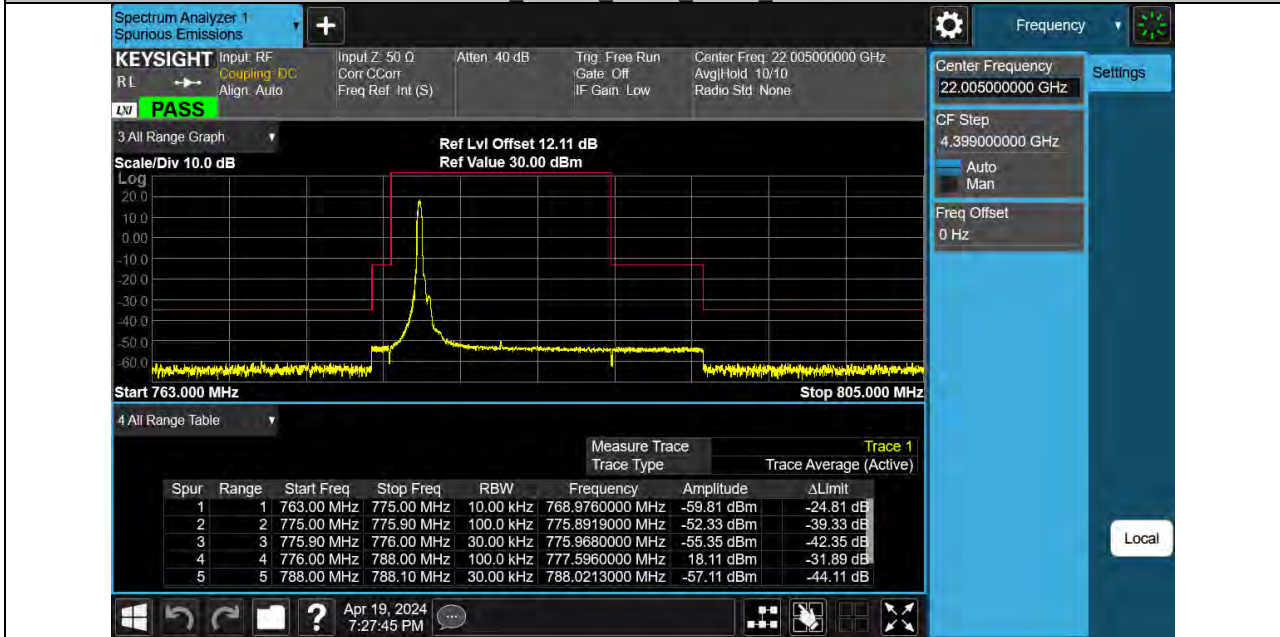 Spectrum Analyzer 1
Spurious Emissions
+
Frequency
KEYSIGHT
RL
LXI PASS
Input: RF
Coupling: DC
Align: Auto
Input Z: 50 Ω
Corr CCorr
Freq Ref: Int (S)
Atten: 40 dB
Trig: Free Run
Gate: Off
IF Gain: Low
Center Freq: 22.005000000 GHz
Avg|Hold: 10/10
Radio Std: None
Center Frequency
22.005000000 GHz
Settings
CF Step
4.399000000 GHz
Auto
Man
Freq Offset
0 Hz
Local
3 All Range Graph
Ref Lvl Offset 12.11 dB
Scale/Div 10.0 dB
Ref Value 30.00 dBm
Log
20.0
10.0
0.00
-10.0
-20.0
-30.0
-40.0
-50.0
-60.0
Start 763.000 MHz
Stop 805.000 MHz
4 All Range Table
Measure Trace Trace 1
Trace Type Trace Average (Active)
Spur Range Start Freq Stop Freq RBW Frequency Amplitude ΔLimit
1 1 763.00 MHz 775.00 MHz 10.00 kHz 768.9760000 MHz -59.81 dBm -24.81 dB
2 2 775.00 MHz 775.90 MHz 100.0 kHz 775.8919000 MHz -52.33 dBm -39.33 dB
3 3 775.90 MHz 776.00 MHz 30.00 kHz 775.9680000 MHz -55.35 dBm -42.35 dB
4 4 776.00 MHz 788.00 MHz 100.0 kHz 777.5960000 MHz 18.11 dBm -31.89 dB
5 5 788.00 MHz 788.10 MHz 30.00 kHz 788.0213000 MHz -57.11 dBm -44.11 dB
?
Apr 19, 2024
7:27:45 PM